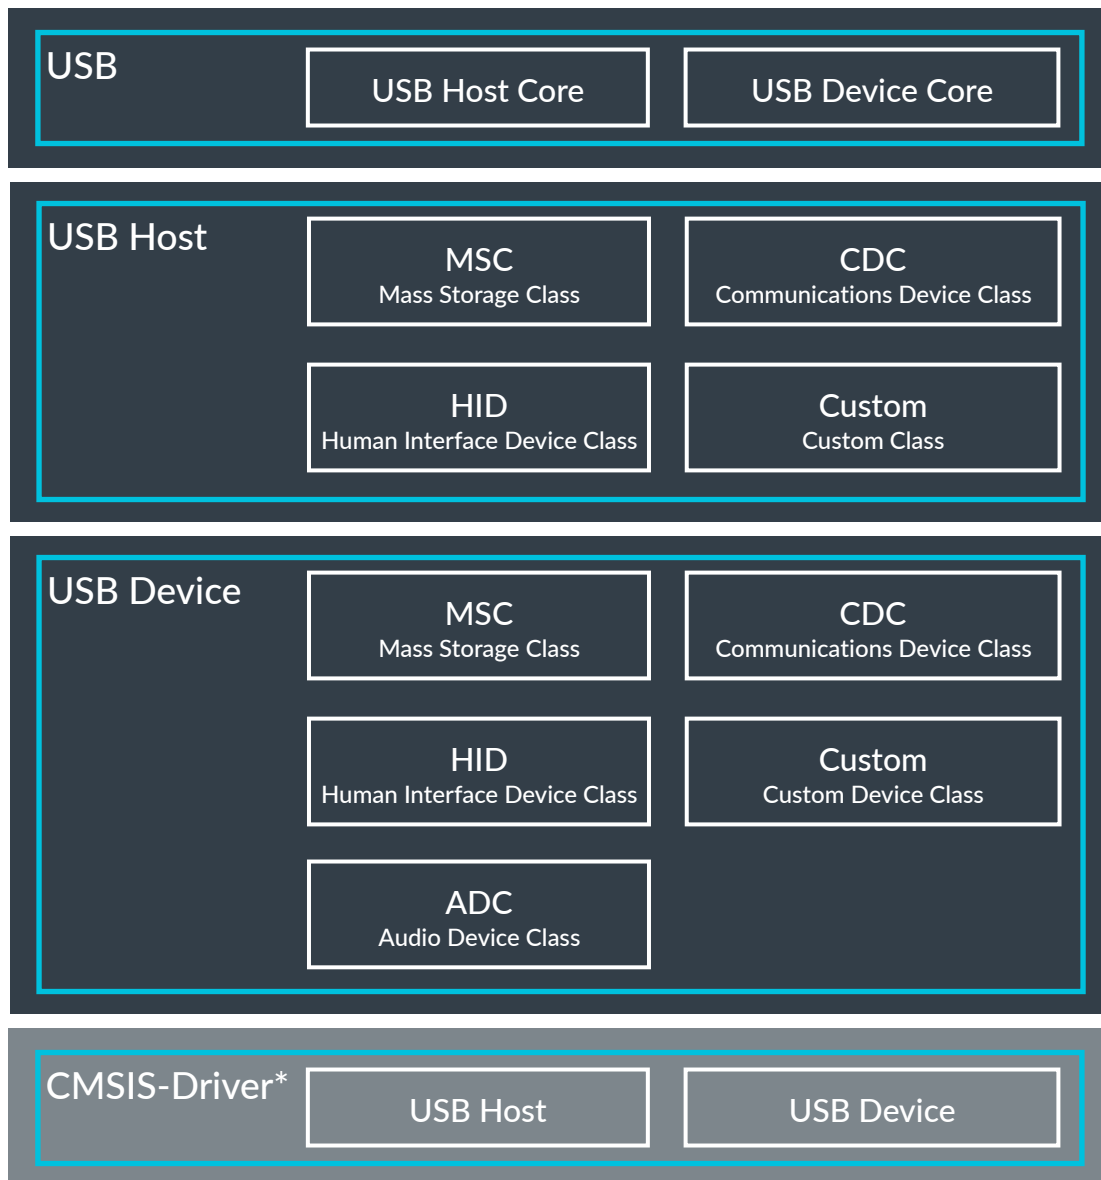 USB
USB Host Core
USB Device Core
USB Host
MSC
Mass Storage Class
CDC
Communications Device Class
HID
Human Interface Device Class
Custom
Custom Class
USB Device
MSC
Mass Storage Class
CDC
Communications Device Class
HID
Human Interface Device Class
Custom
Custom Device Class
ADC
Audio Device Class
CMSIS-Driver*
USB Host
USB Device